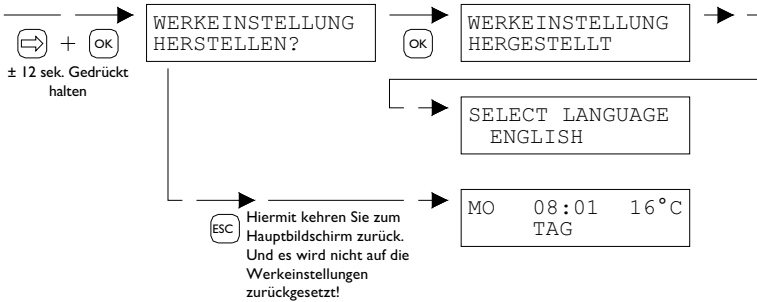 + OK
± 12 sek. Gedrückt
halten
WERKEINSTELLUNG
HERSTELLEN?
OK
WERKEINSTELLUNG
HERGESTELLT
SELECT LANGUAGE
ENGLISH
ESC
Hiermit kehren Sie zum
Hauptbildschirm zurück.
Und es wird nicht auf die
Werkeinstellungen
zurückgesetzt!
MO 08:01 16°C
TAG